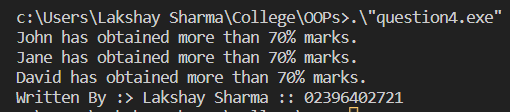 c:\Users\Lakshay Sharma\College\OOPs>.\"question4.exe"
John has obtained more than 70% marks.
Jane has obtained more than 70% marks.
David has obtained more than 70% marks.
Written By :> Lakshay Sharma :: 02396402721